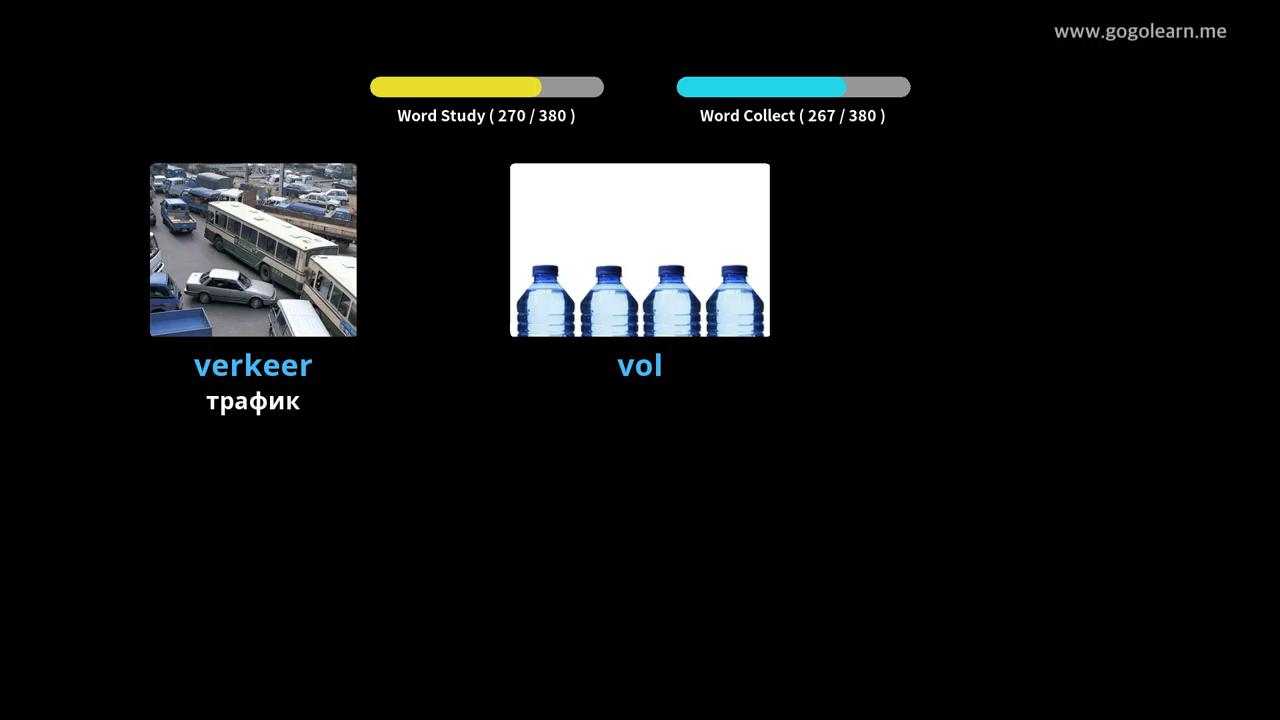 www.gogolearn.me
Word Study ( 270 / 380 )
Word Collect ( 267 / 380 )
verkeer
трафик
vol